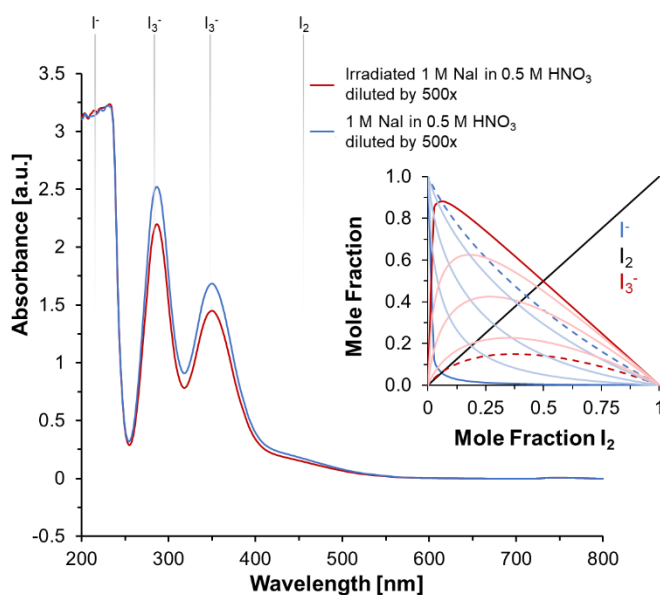 I⁻ I₃⁻ I₃⁻ I₂
Irradiated 1 M NaI in 0.5 M HNO₃
diluted by 500x
1 M NaI in 0.5 M HNO₃
diluted by 500x
Absorbance [a.u.]
3.5
3.0
2.5
2.0
1.5
1.0
0.5
0
-0.5
200 300 400 500 600 700 800
Wavelength [nm]
Mole Fraction
1.0
0.8
0.6
0.4
0.2
0.0
I⁻
I₂
I₃⁻
0 0.25 0.5 0.75 1
Mole Fraction I₂